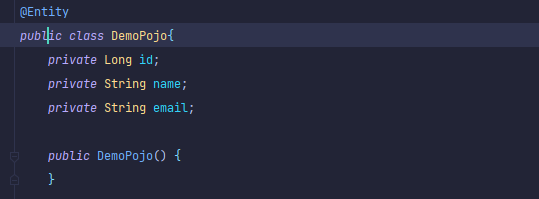 @Entity
public class DemoPojo{
private Long id;
private String name;
private String email;
public DemoPojo() {
}